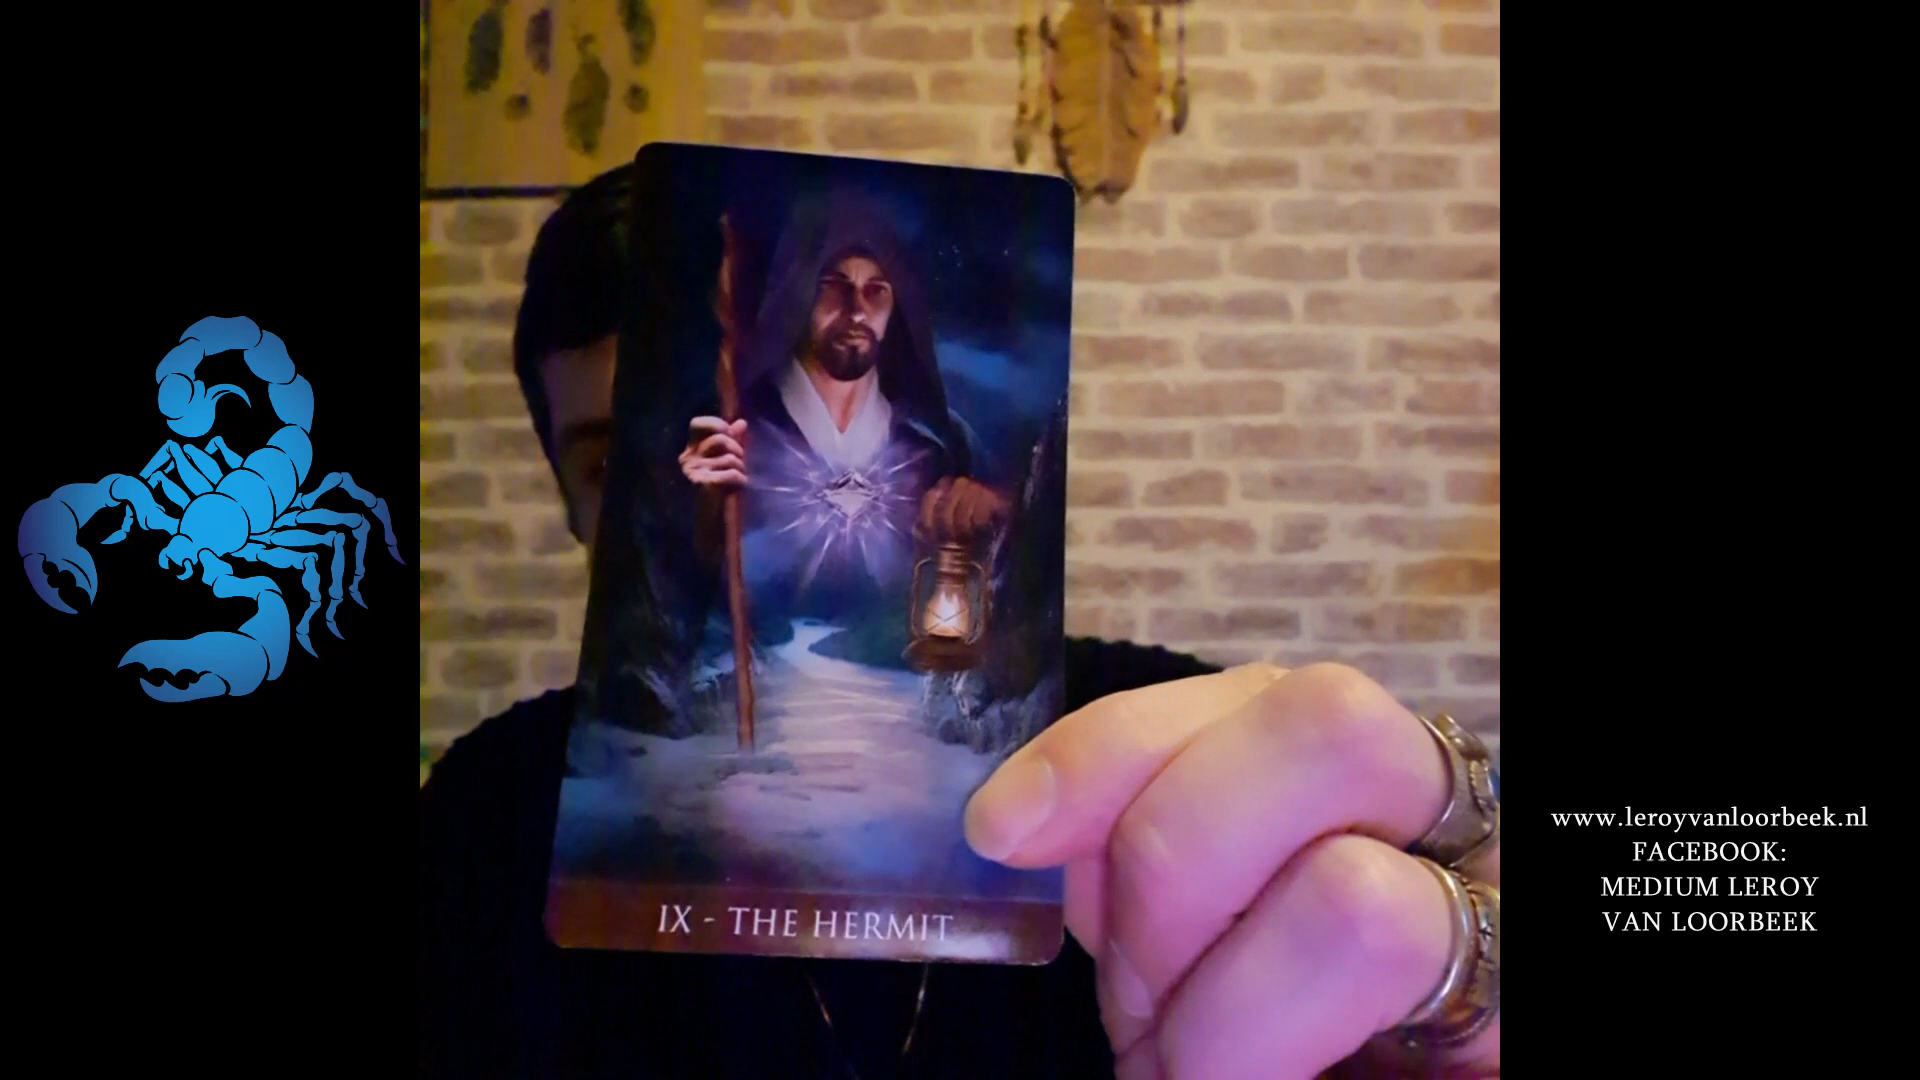 IX - THE HERMIT
www.leroyvanloorbeek.nl
FACEBOOK:
MEDIUM LEROY
VAN LOORBEEK